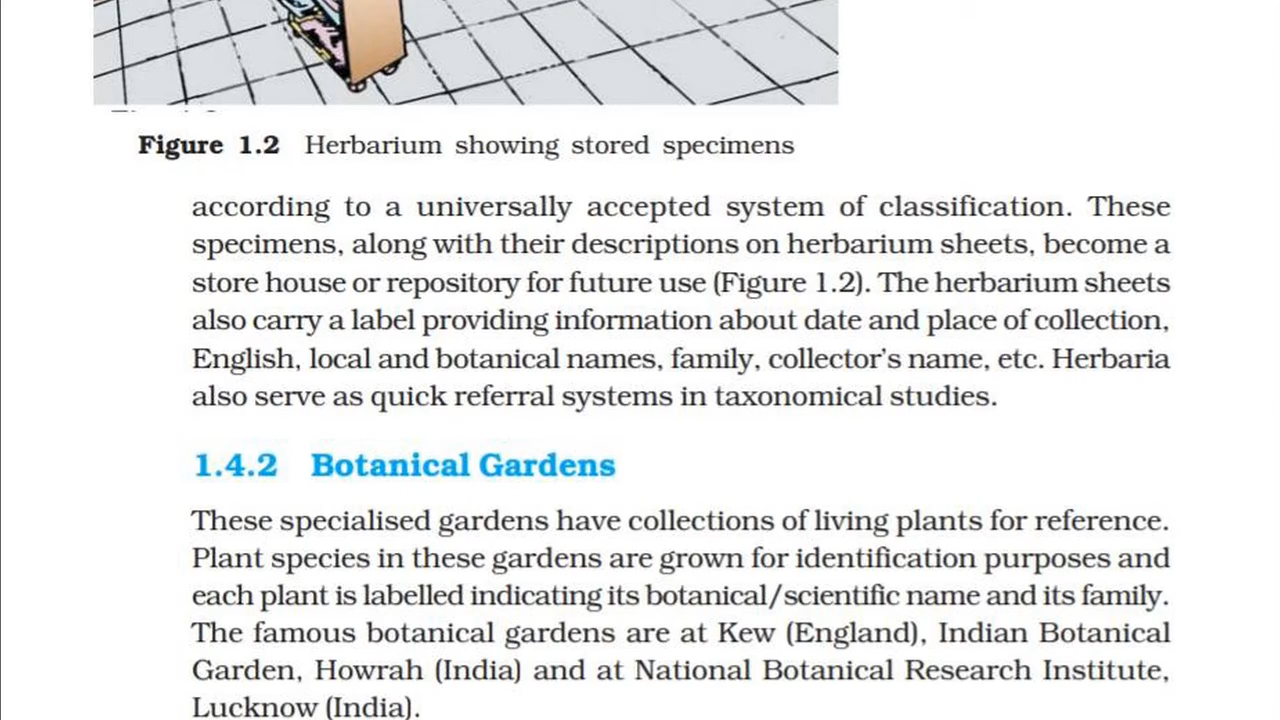 Figure 1.2 Herbarium showing stored specimens
according to a universally accepted system of classification. These
specimens, along with their descriptions on herbarium sheets, become a
store house or repository for future use (Figure 1.2). The herbarium sheets
also carry a label providing information about date and place of collection,
English, local and botanical names, family, collector's name, etc. Herbaria
also serve as quick referral systems in taxonomical studies.
1.4.2 Botanical Gardens
These specialised gardens have collections of living plants for reference.
Plant species in these gardens are grown for identification purposes and
each plant is labelled indicating its botanical/scientific name and its family.
The famous botanical gardens are at Kew (England), Indian Botanical
Garden, Howrah (India) and at National Botanical Research Institute,
Lucknow (India).